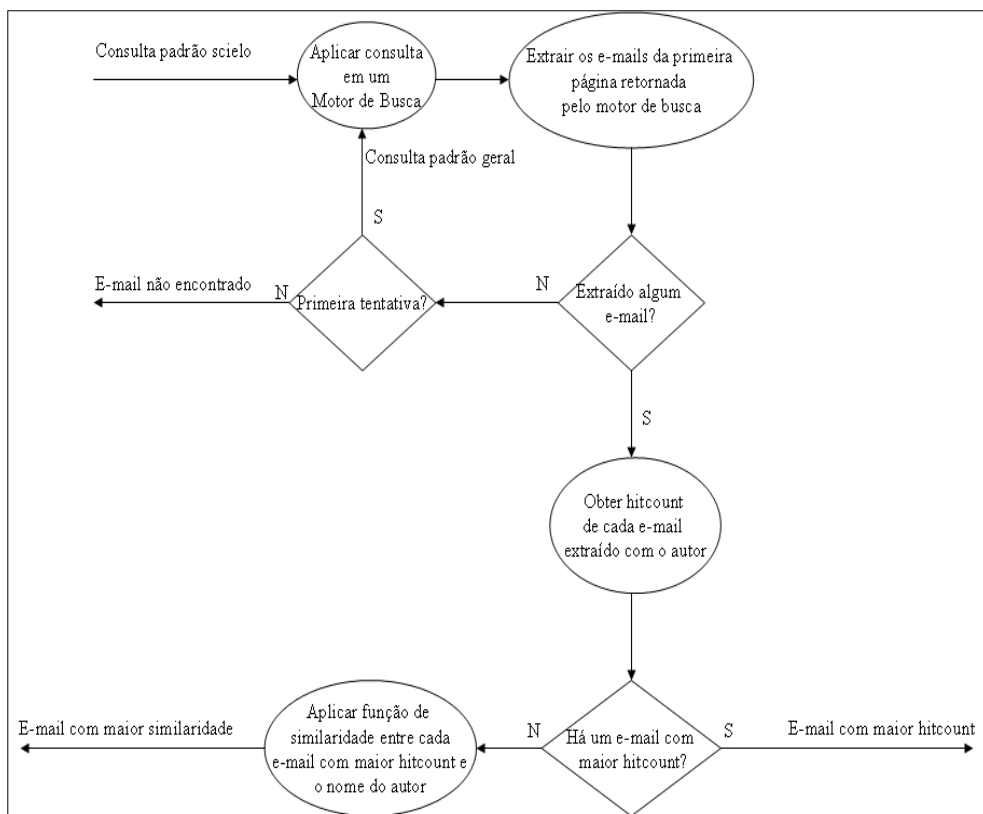 Consulta padrão scielo
Aplicar consulta
em um
Motor de Busca
Extrair os e-mails da primeira
página retornada
pelo motor de busca
Consulta padrão geral
S
E-mail não encontrado
N
Primeira tentativa?
N
Extraído algum
e-mail?
S
Obter hitcount
de cada e-mail
extraído com o autor
E-mail com maior similaridade
Aplicar função de
similaridade entre cada
e-mail com maior hitcount e
o nome do autor
N
Há um e-mail com
maior hitcount?
S
E-mail com maior hitcount